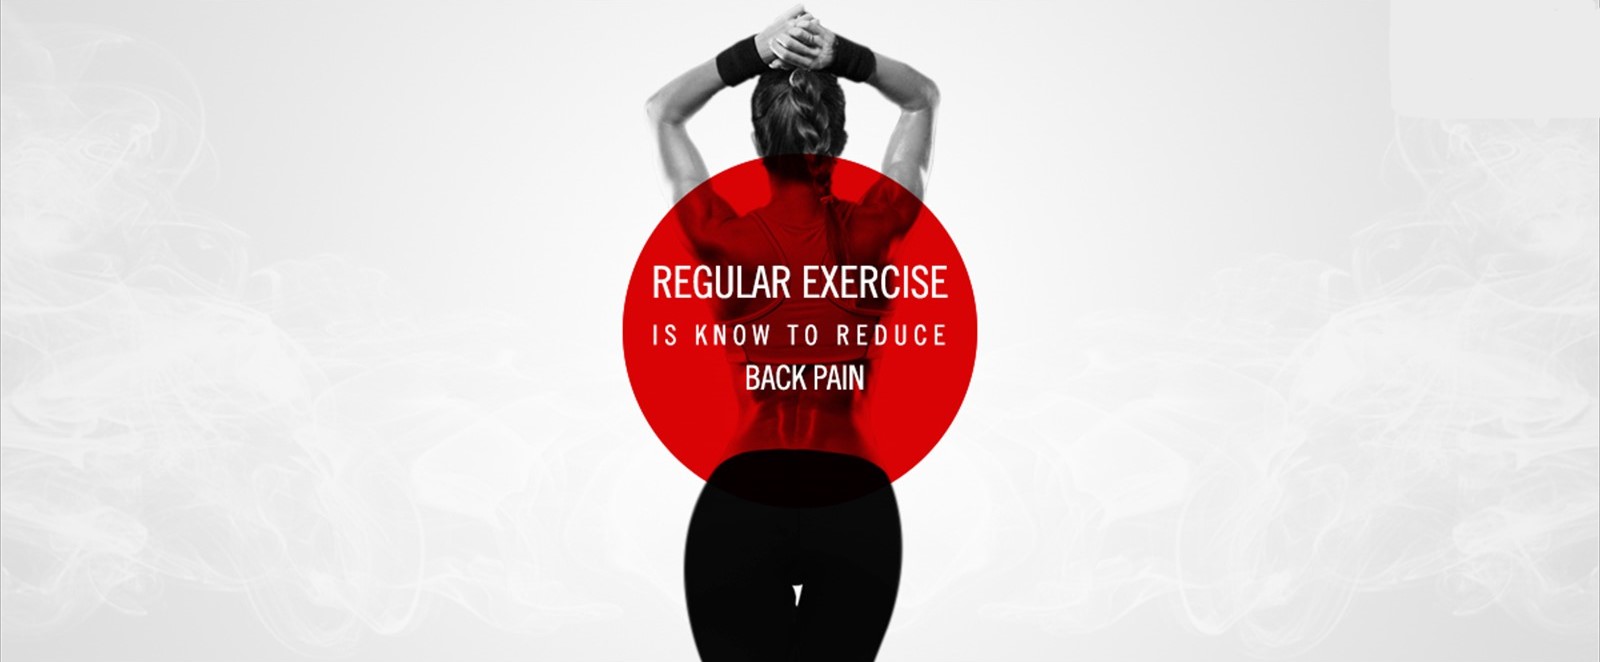 REGULAR EXERCISE
IS KNOW TO REDUCE
BACK PAIN